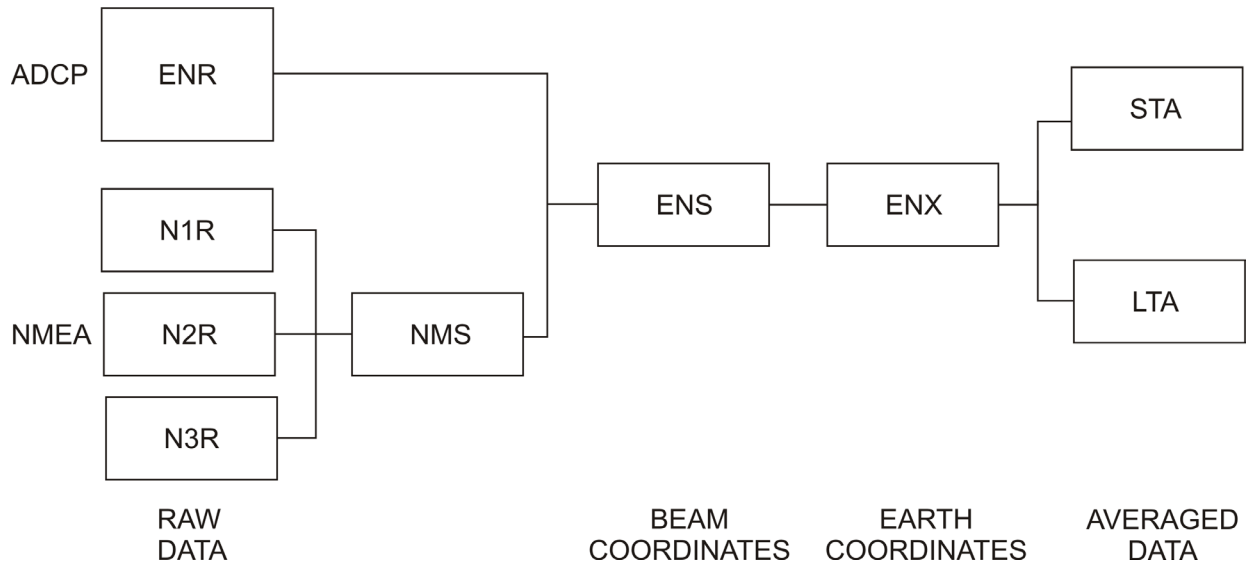 ADCP
ENR
N1R
NMEA
N2R
N3R
NMS
ENS
ENX
STA
LTA
RAW
DATA
BEAM
COORDINATES
EARTH
COORDINATES
AVERAGED
DATA